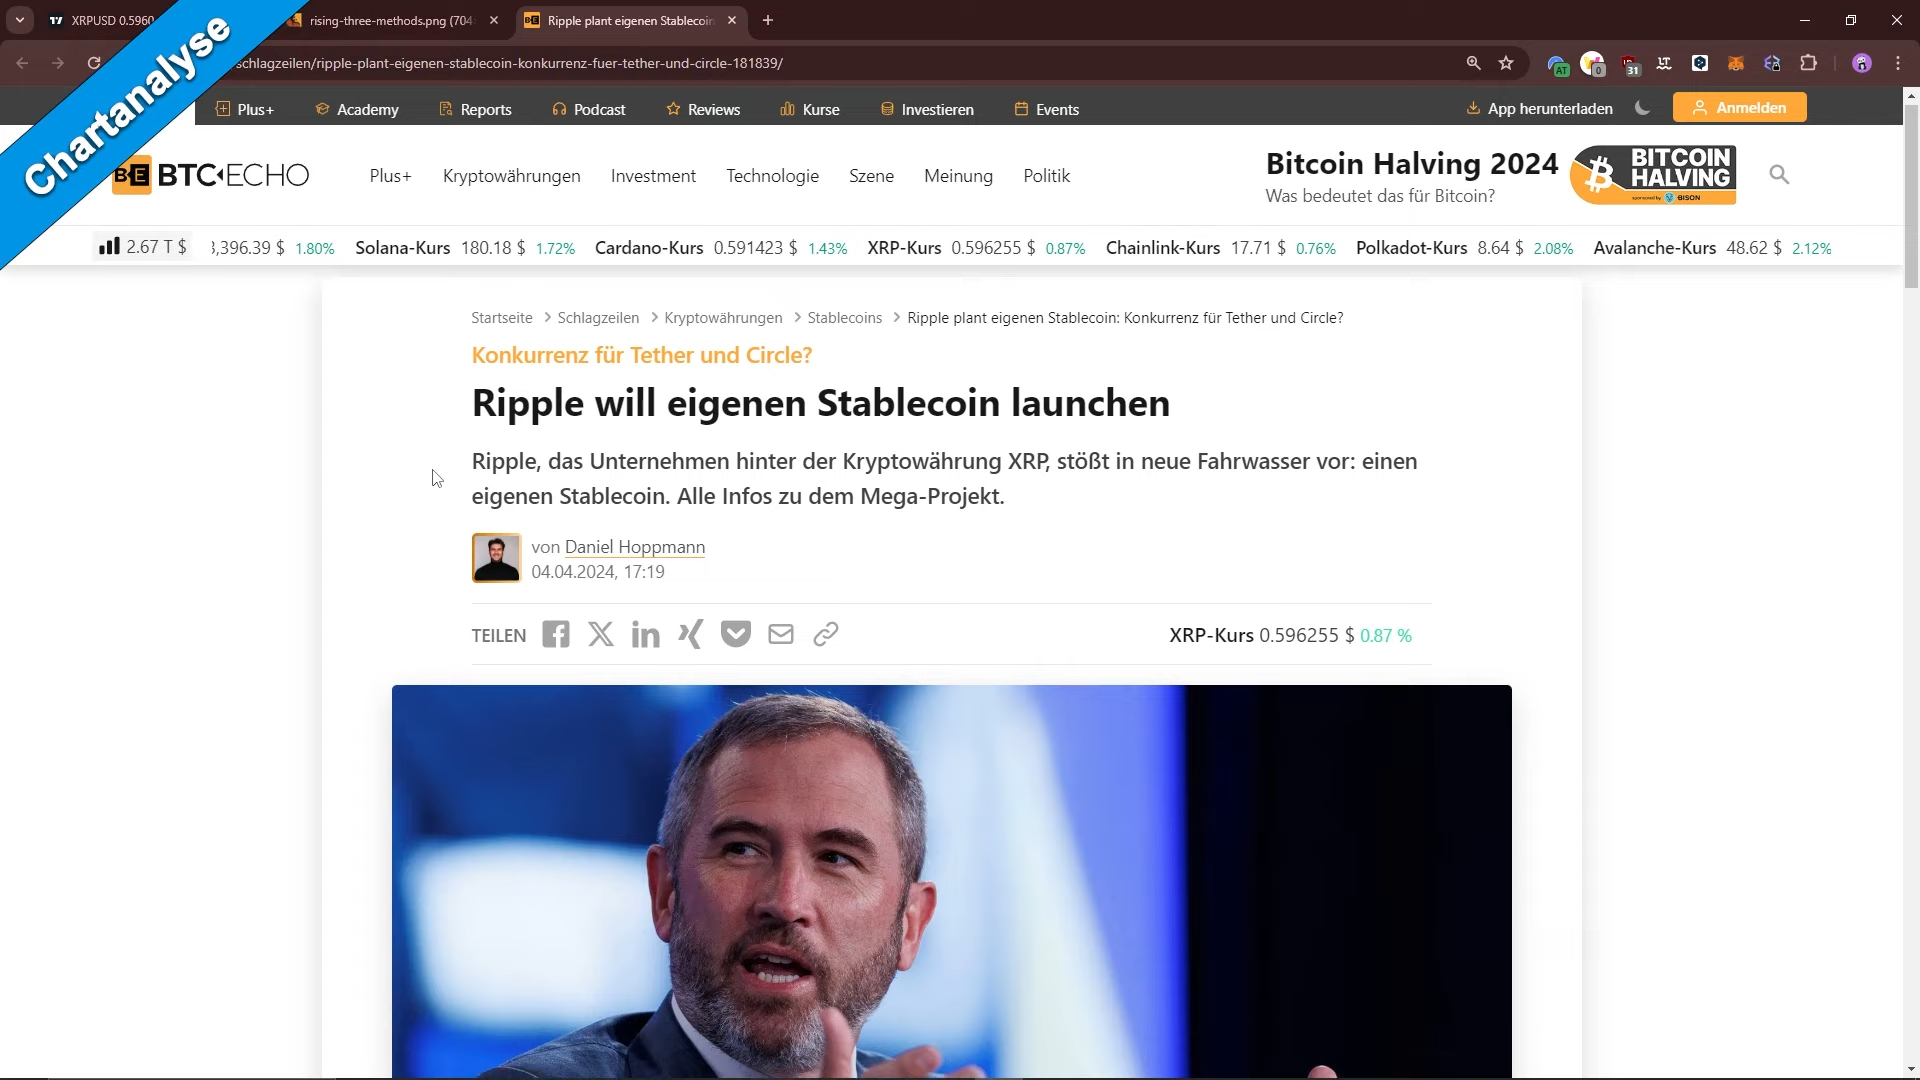 XRPUSD 0.5960
rising-three-methods.png (704
Ripple plant eigenen Stablecoin
schlagzeilen/ripple-plant-eigenen-stablecoin-konkurrenz-fuer-tether-und-circle-181839/
AT
0
31
Chartanalyse
Plus+
Academy
Reports
Podcast
Reviews
Kurse
Investieren
Events
App herunterladen
Anmelden
BTC-ECHO
Plus+
Kryptowährungen
Investment
Technologie
Szene
Meinung
Politik
Bitcoin Halving 2024
Was bedeutet das für Bitcoin?
BITCOIN
HALVING
sponsored by BISON
2.67 T $
3,396.39 $ 1.80% Solana-Kurs 180.18 $ 1.72% Cardano-Kurs 0.591423 $ 1.43% XRP-Kurs 0.596255 $ 0.87% Chainlink-Kurs 17.71 $ 0.76% Polkadot-Kurs 8.64 $ 2.08% Avalanche-Kurs 48.62 $ 2.12%
Startseite > Schlagzeilen > Kryptowährungen > Stablecoins > Ripple plant eigenen Stablecoin: Konkurrenz für Tether und Circle?
Konkurrenz für Tether und Circle?
Ripple will eigenen Stablecoin launchen
Ripple, das Unternehmen hinter der Kryptowährung XRP, stößt in neue Fahrwasser vor: einen
eigenen Stablecoin. Alle Infos zu dem Mega-Projekt.
von Daniel Hoppmann
04.04.2024, 17:19
TEILEN
XRP-Kurs 0.596255 $ 0.87 %